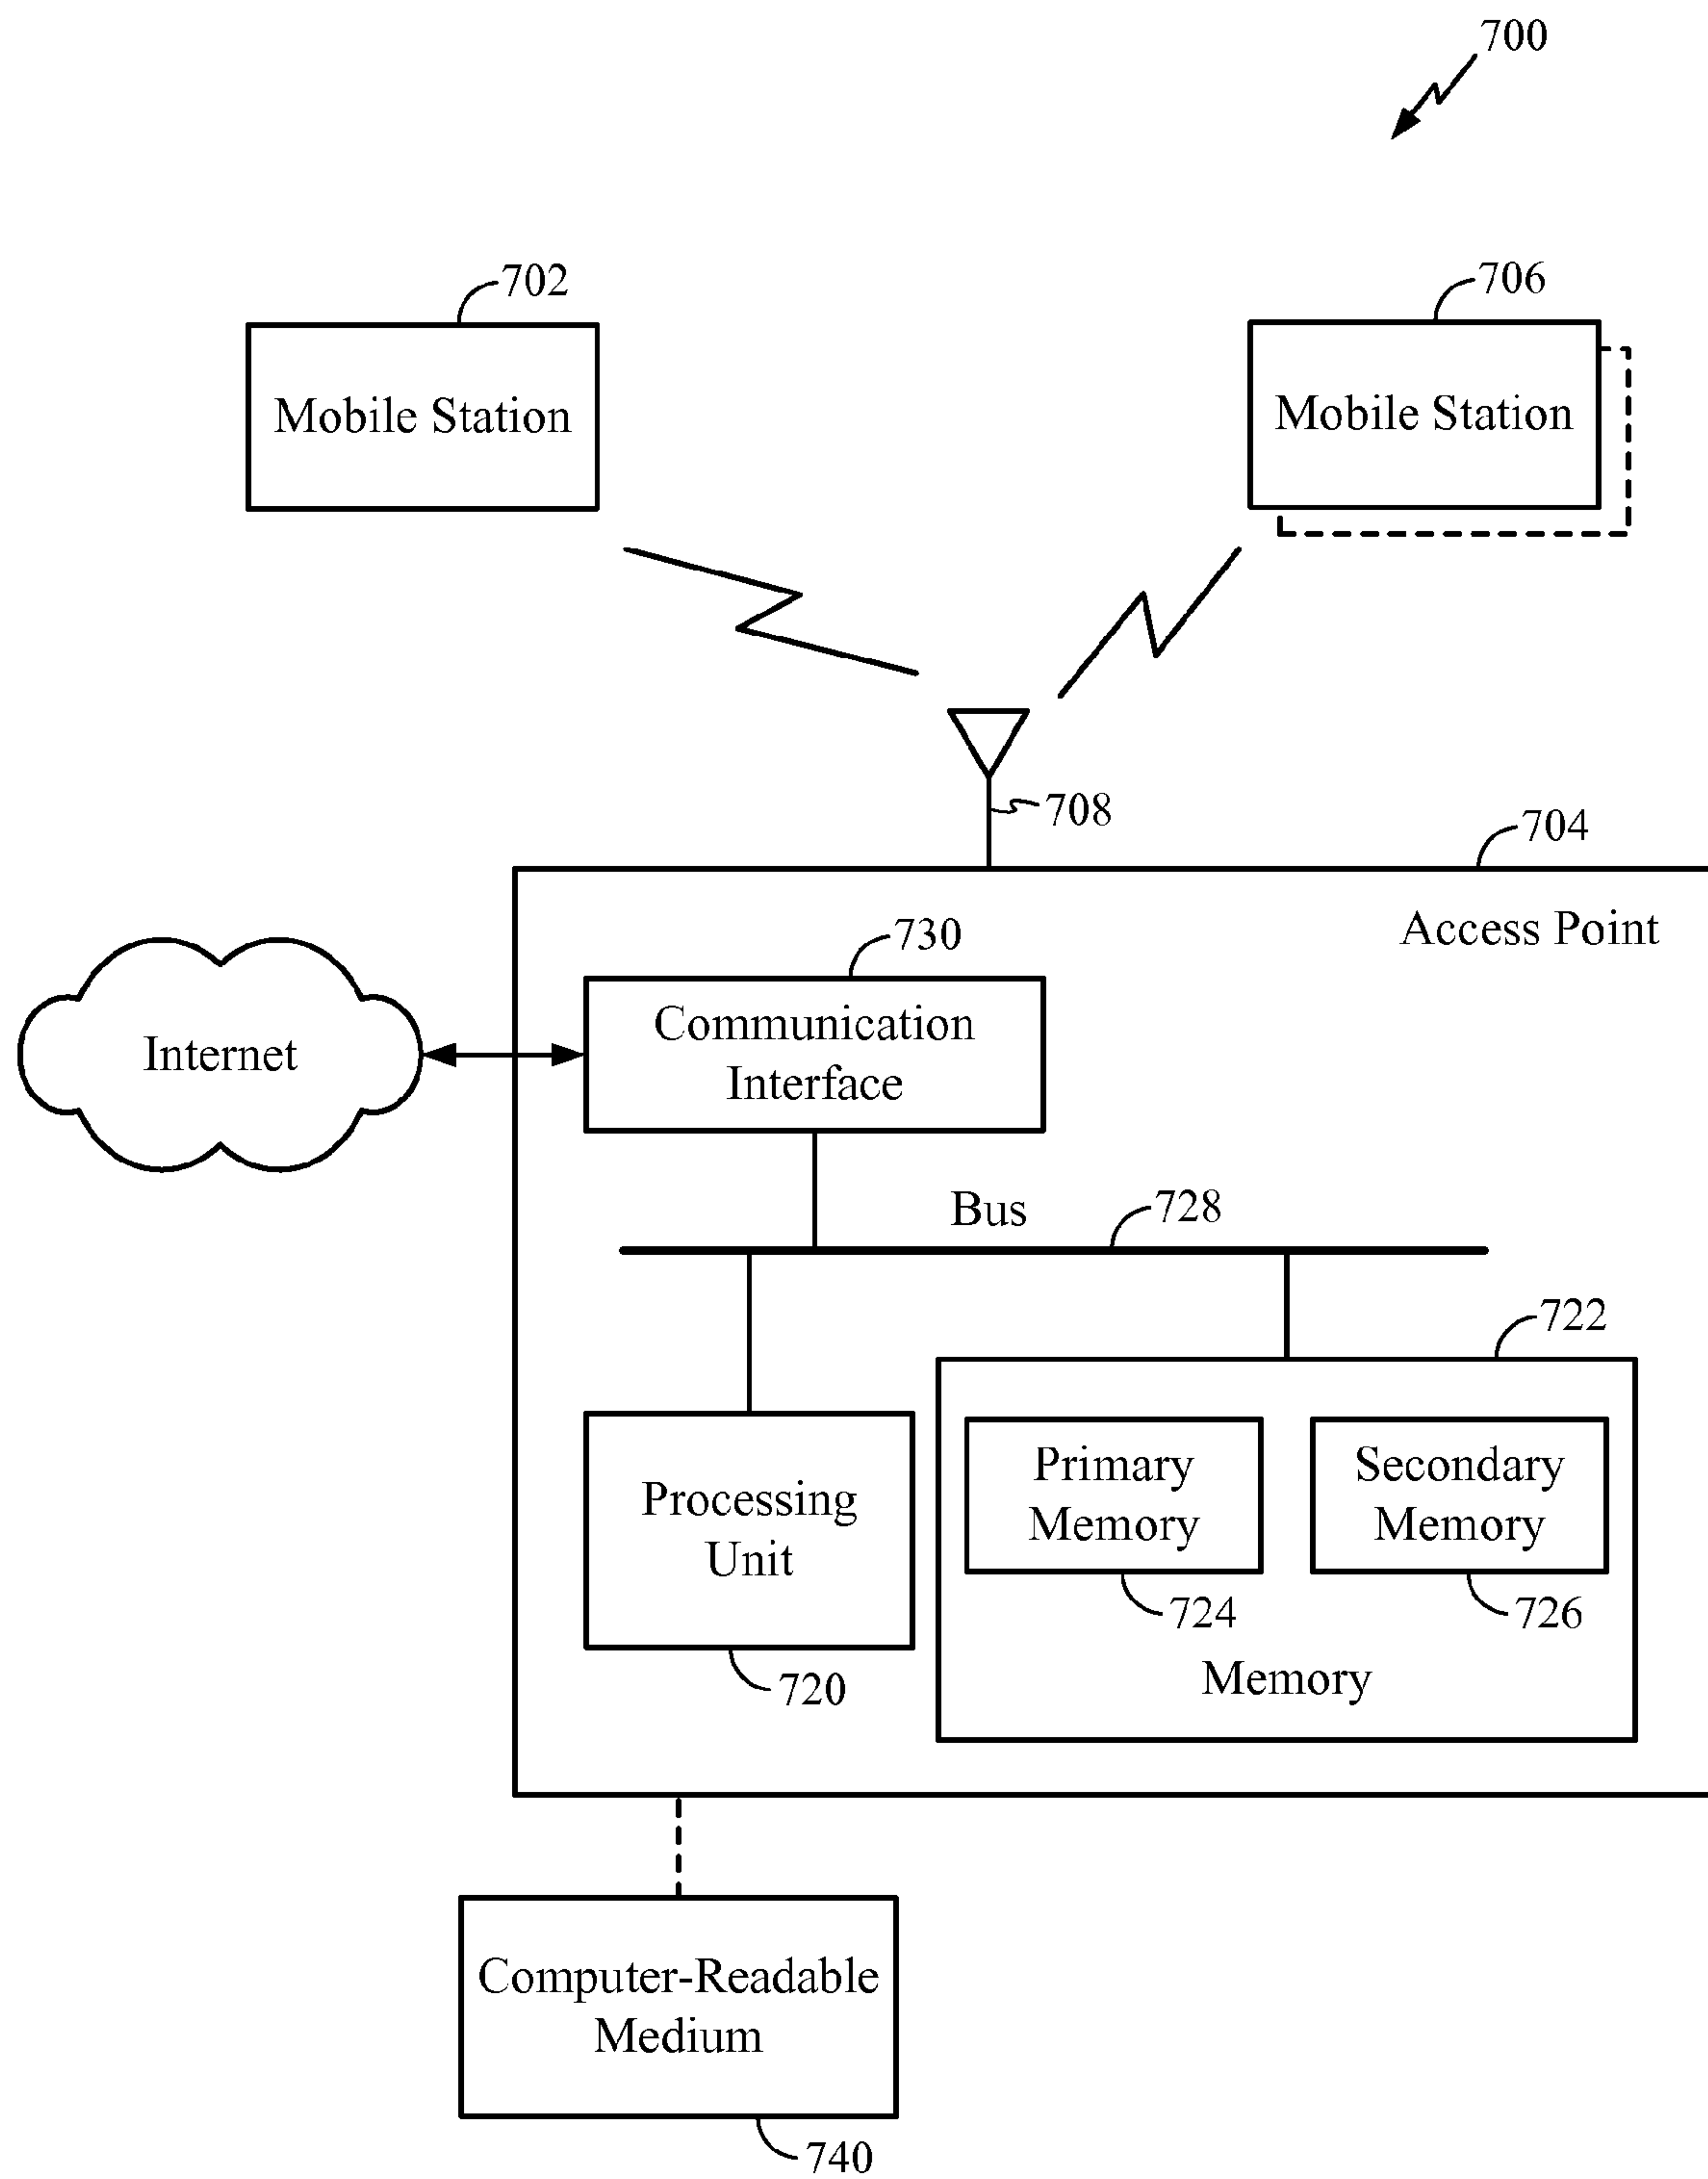 700
702
706
Mobile Station
Mobile Station
708
704
Access Point
730
Communication
Interface
Internet
Bus
728
722
Primary
Memory
Secondary
Memory
Processing
Unit
724
726
Memory
720
Computer-Readable
Medium
740